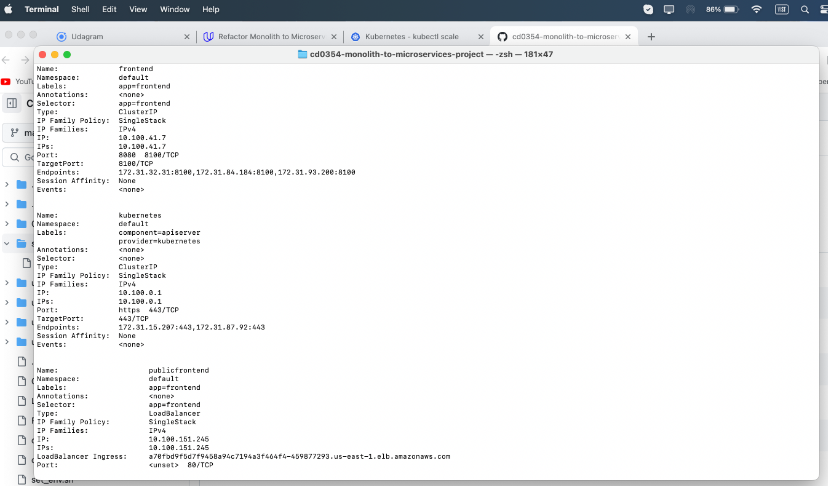 Terminal Shell Edit View Window Help 86%
Udagram Refactor Monolith to Microserv Kubernetes - kubectl scale cd0354-monolith-to-microserv
cd0354-monolith-to-microservices-project — -zsh — 181×47
Name: frontend
Namespace: default
Labels: app=frontend
Annotations: <none>
Selector: app=frontend
Type: ClusterIP
IP Family Policy: SingleStack
IP Families: IPv4
IP: 10.100.41.7
IPs: 10.100.41.7
Port: 8080 8100/TCP
TargetPort: 8100/TCP
Endpoints: 172.31.32.31:8100,172.31.84.184:8100,172.31.93.200:8100
Session Affinity: None
Events: <none>
Name: kubernetes
Namespace: default
Labels: component=apiserver
provider=kubernetes
Annotations: <none>
Selector: <none>
Type: ClusterIP
IP Family Policy: SingleStack
IP Families: IPv4
IP: 10.100.0.1
IPs: 10.100.0.1
Port: https 443/TCP
TargetPort: 443/TCP
Endpoints: 172.31.15.207:443,172.31.87.92:443
Session Affinity: None
Events: <none>
Name: publicfrontend
Namespace: default
Labels: app=frontend
Annotations: <none>
Selector: app=frontend
Type: LoadBalancer
IP Family Policy: SingleStack
IP Families: IPv4
IP: 10.100.151.245
IPs: 10.100.151.245
LoadBalancer Ingress: a70fbd9f5d7f9458a94c7194a3f464f4-459877293.us-east-1.elb.amazonaws.com
Port: <unset> 80/TCP
set_env.sh